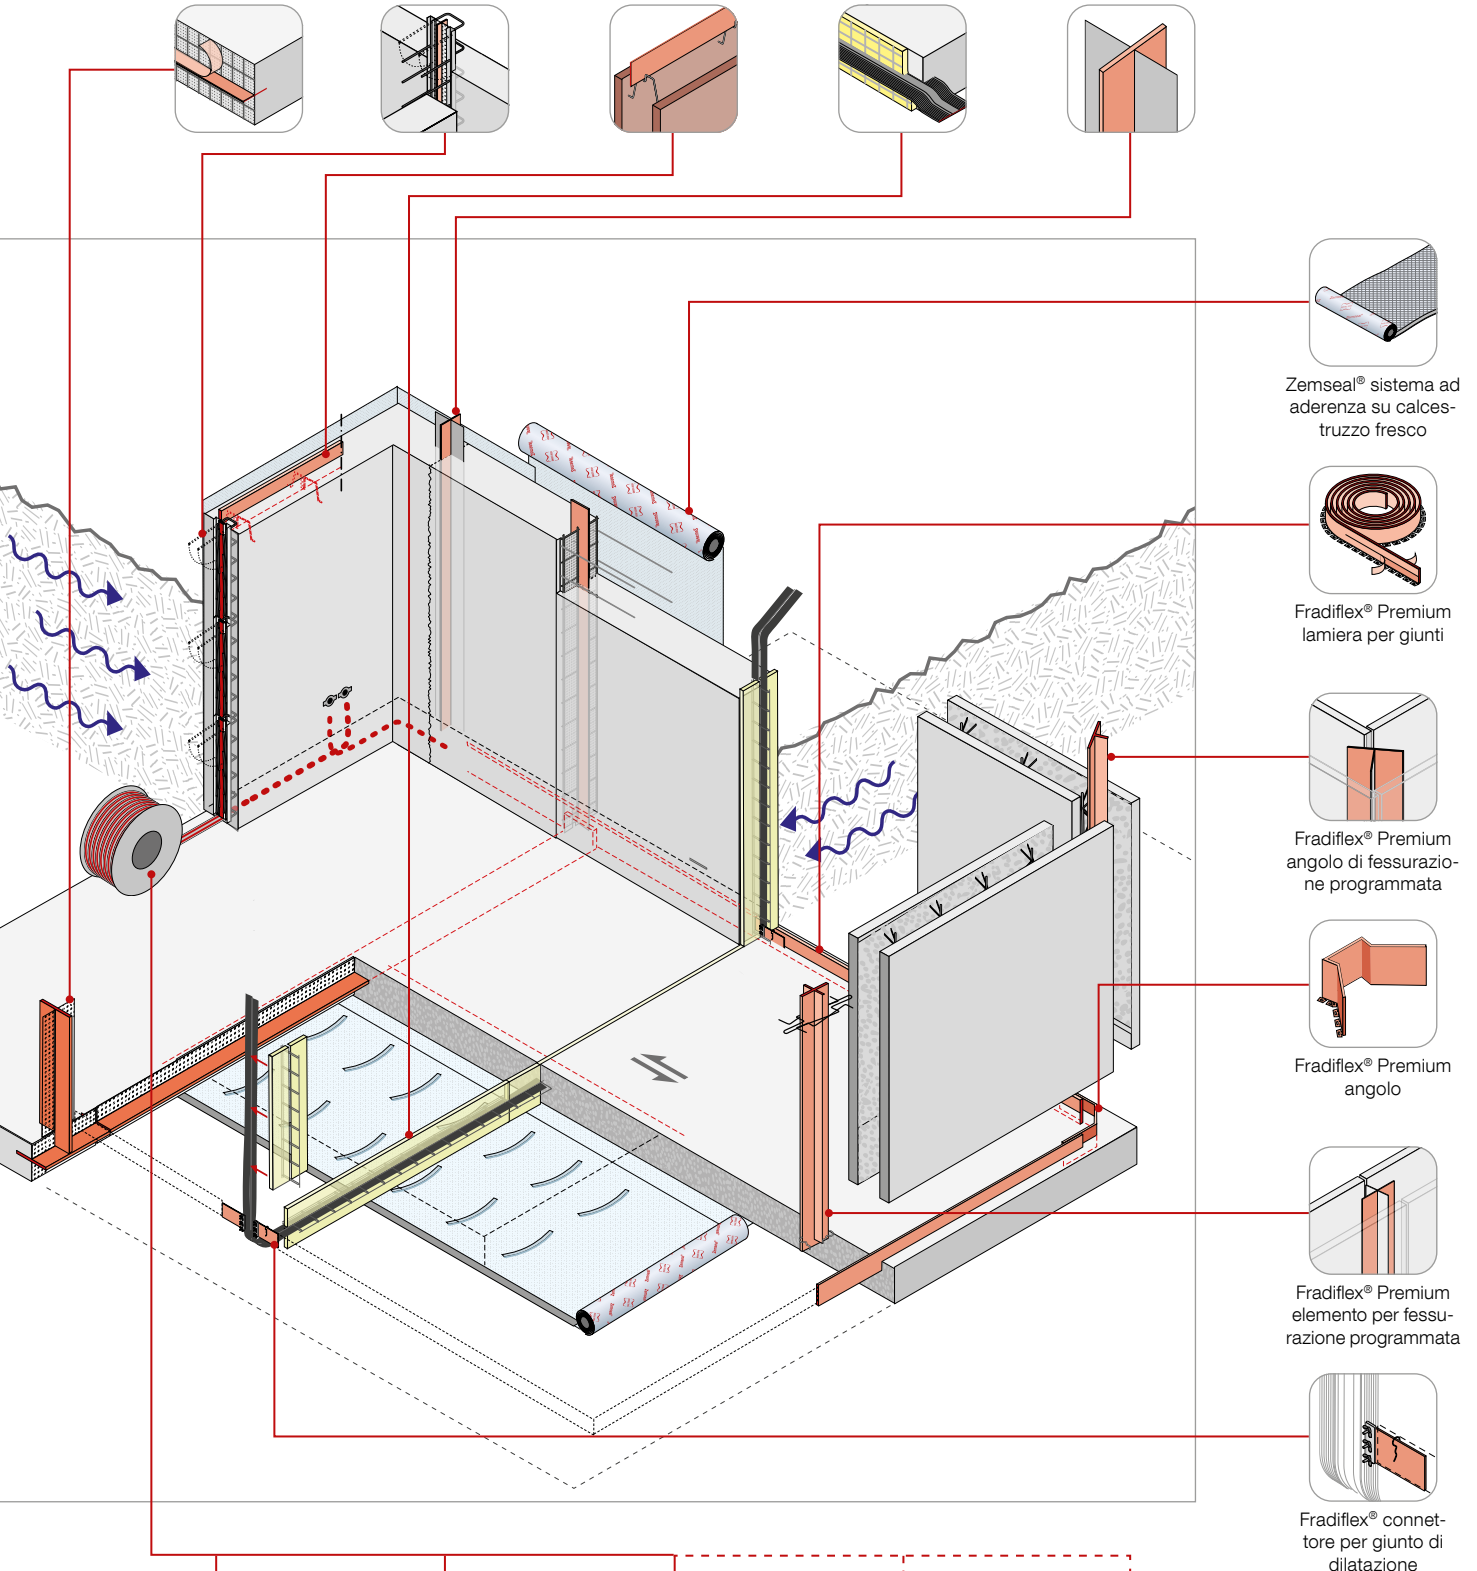 Zemseal® sistema ad
aderenza su calces-
truzzo fresco
Fradiflex® Premium
lamiera per giunti
Fradiflex® Premium
angolo di fessurazio-
ne programmata
Fradiflex® Premium
angolo
Fradiflex® Premium
elemento per fessu-
razione programmata
Fradiflex® connet-
tore per giunto di
dilatazione